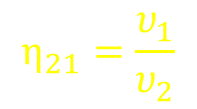 η₂₁ = υ₁ / υ₂